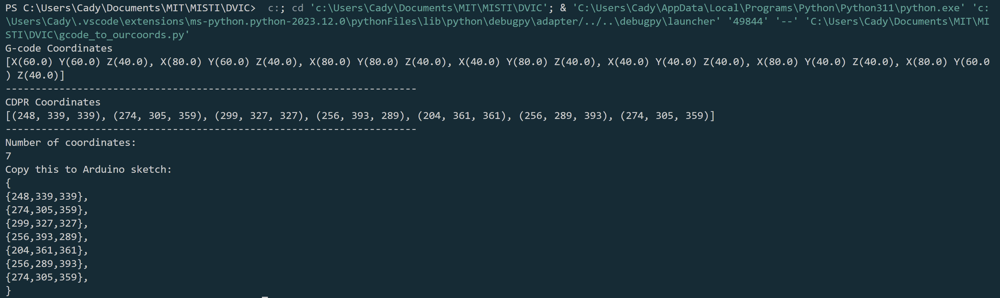 PS C:\Users\Cady\Documents\MIT\MISTI\DVIC>  c:; cd 'c:\Users\Cady\Documents\MIT\MISTI\DVIC'; & 'C:\Users\Cady\AppData\Local\Programs\Python\Python311\python.exe' 'c:
\Users\Cady\.vscode\extensions\ms-python.python-2023.12.0\pythonFiles\lib\python\debugpy\adapter/../..\debugpy\launcher' '49844' '--' 'C:\Users\Cady\Documents\MIT\MI
STI\DVIC\gcode_to_ourcoords.py'
G-code Coordinates
[X(60.0) Y(60.0) Z(40.0), X(80.0) Y(60.0) Z(40.0), X(80.0) Y(80.0) Z(40.0), X(40.0) Y(80.0) Z(40.0), X(40.0) Y(40.0) Z(40.0), X(80.0) Y(40.0) Z(40.0), X(80.0) Y(60.0
) Z(40.0)]
---------------------------------------------------------------------
CDPR Coordinates
[(248, 339, 339), (274, 305, 359), (299, 327, 327), (256, 393, 289), (204, 361, 361), (256, 289, 393), (274, 305, 359)]
---------------------------------------------------------------------
Number of coordinates:
7
Copy this to Arduino sketch:
{
{248,339,339},
{274,305,359},
{299,327,327},
{256,393,289},
{204,361,361},
{256,289,393},
{274,305,359},
}